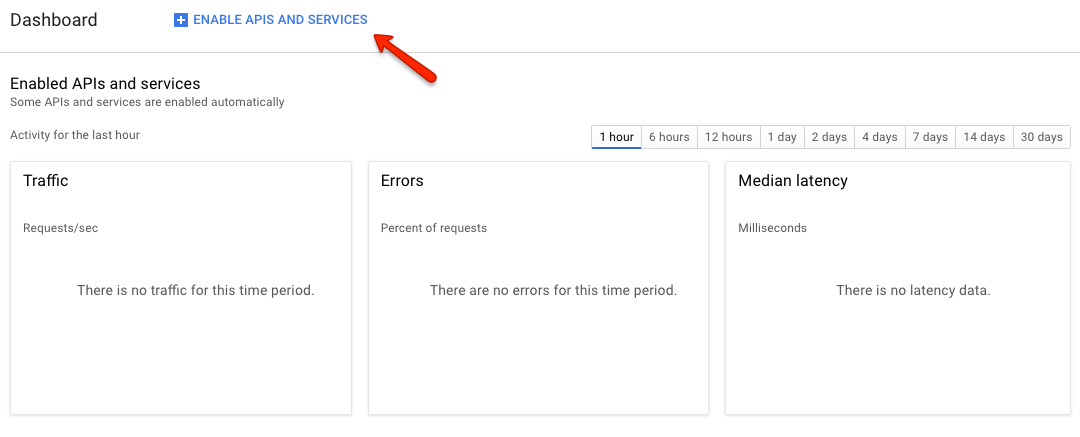 Dashboard
ENABLE APIS AND SERVICES
Enabled APIs and services
Some APIs and services are enabled automatically
Activity for the last hour
1 hour 6 hours 12 hours 1 day 2 days 4 days 7 days 14 days 30 days
Traffic
Requests/sec
There is no traffic for this time period.
Errors
Percent of requests
There are no errors for this time period.
Median latency
Milliseconds
There is no latency data.